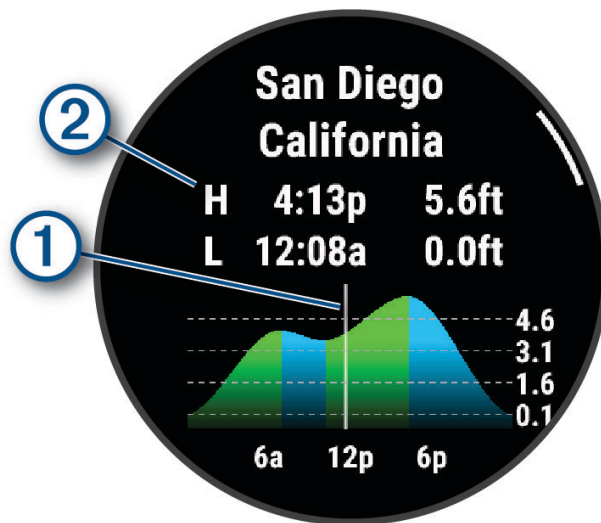 San Diego
California
2
H 4:13p 5.6ft
L 12:08a 0.0ft
1
4.6
3.1
1.6
0.1
6a 12p 6p